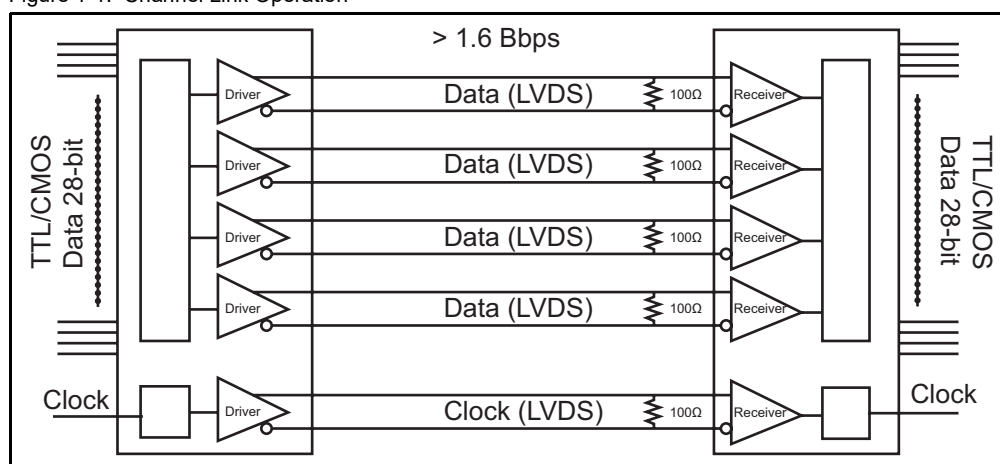 Figure 1-1. Channel Link Operation
> 1.6 Bbps
TTL/CMOS
Data 28-bit
Driver
Data (LVDS)
100Ω
Receiver
Driver
Data (LVDS)
100Ω
Receiver
Driver
Data (LVDS)
100Ω
Receiver
Driver
Data (LVDS)
100Ω
Receiver
TTL/CMOS
Data 28-bit
Clock
Driver
Clock (LVDS)
100Ω
Receiver
Clock